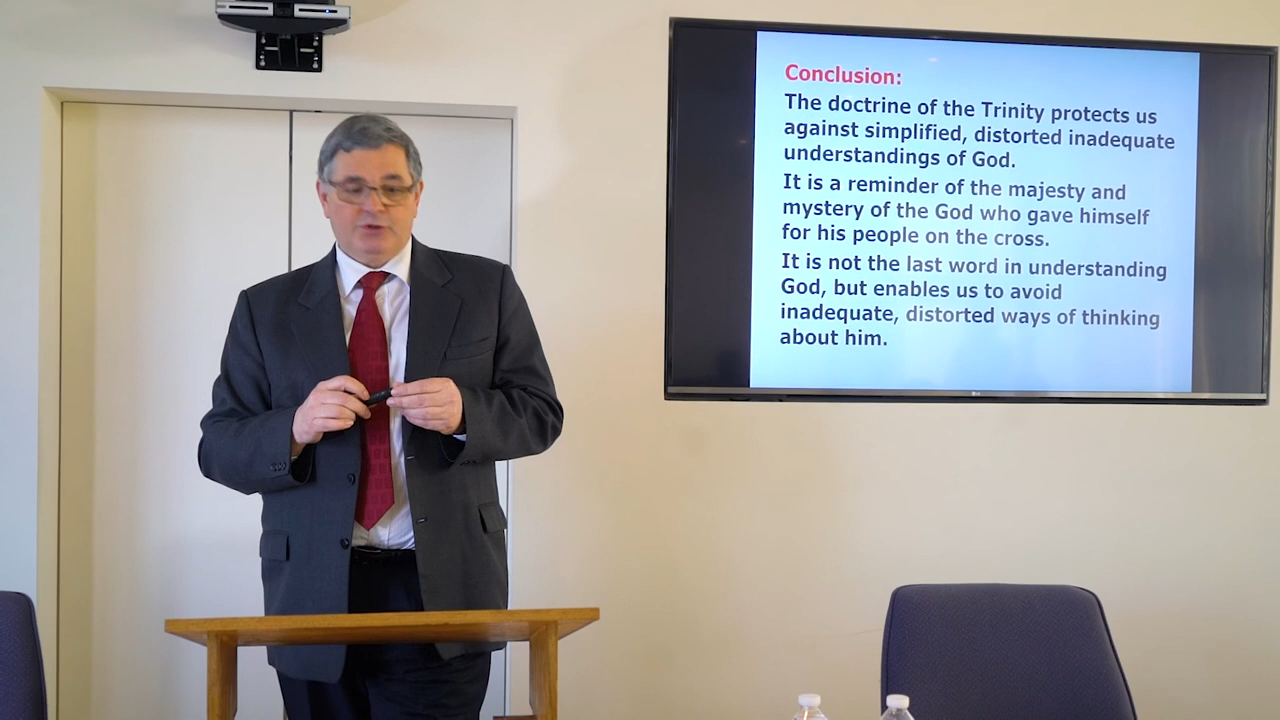 Conclusion:
The doctrine of the Trinity protects us
against simplified, distorted inadequate
understandings of God.
It is a reminder of the majesty and
mystery of the God who gave himself
for his people on the cross.
It is not the last word in understanding
God, but enables us to avoid
inadequate, distorted ways of thinking
about him.